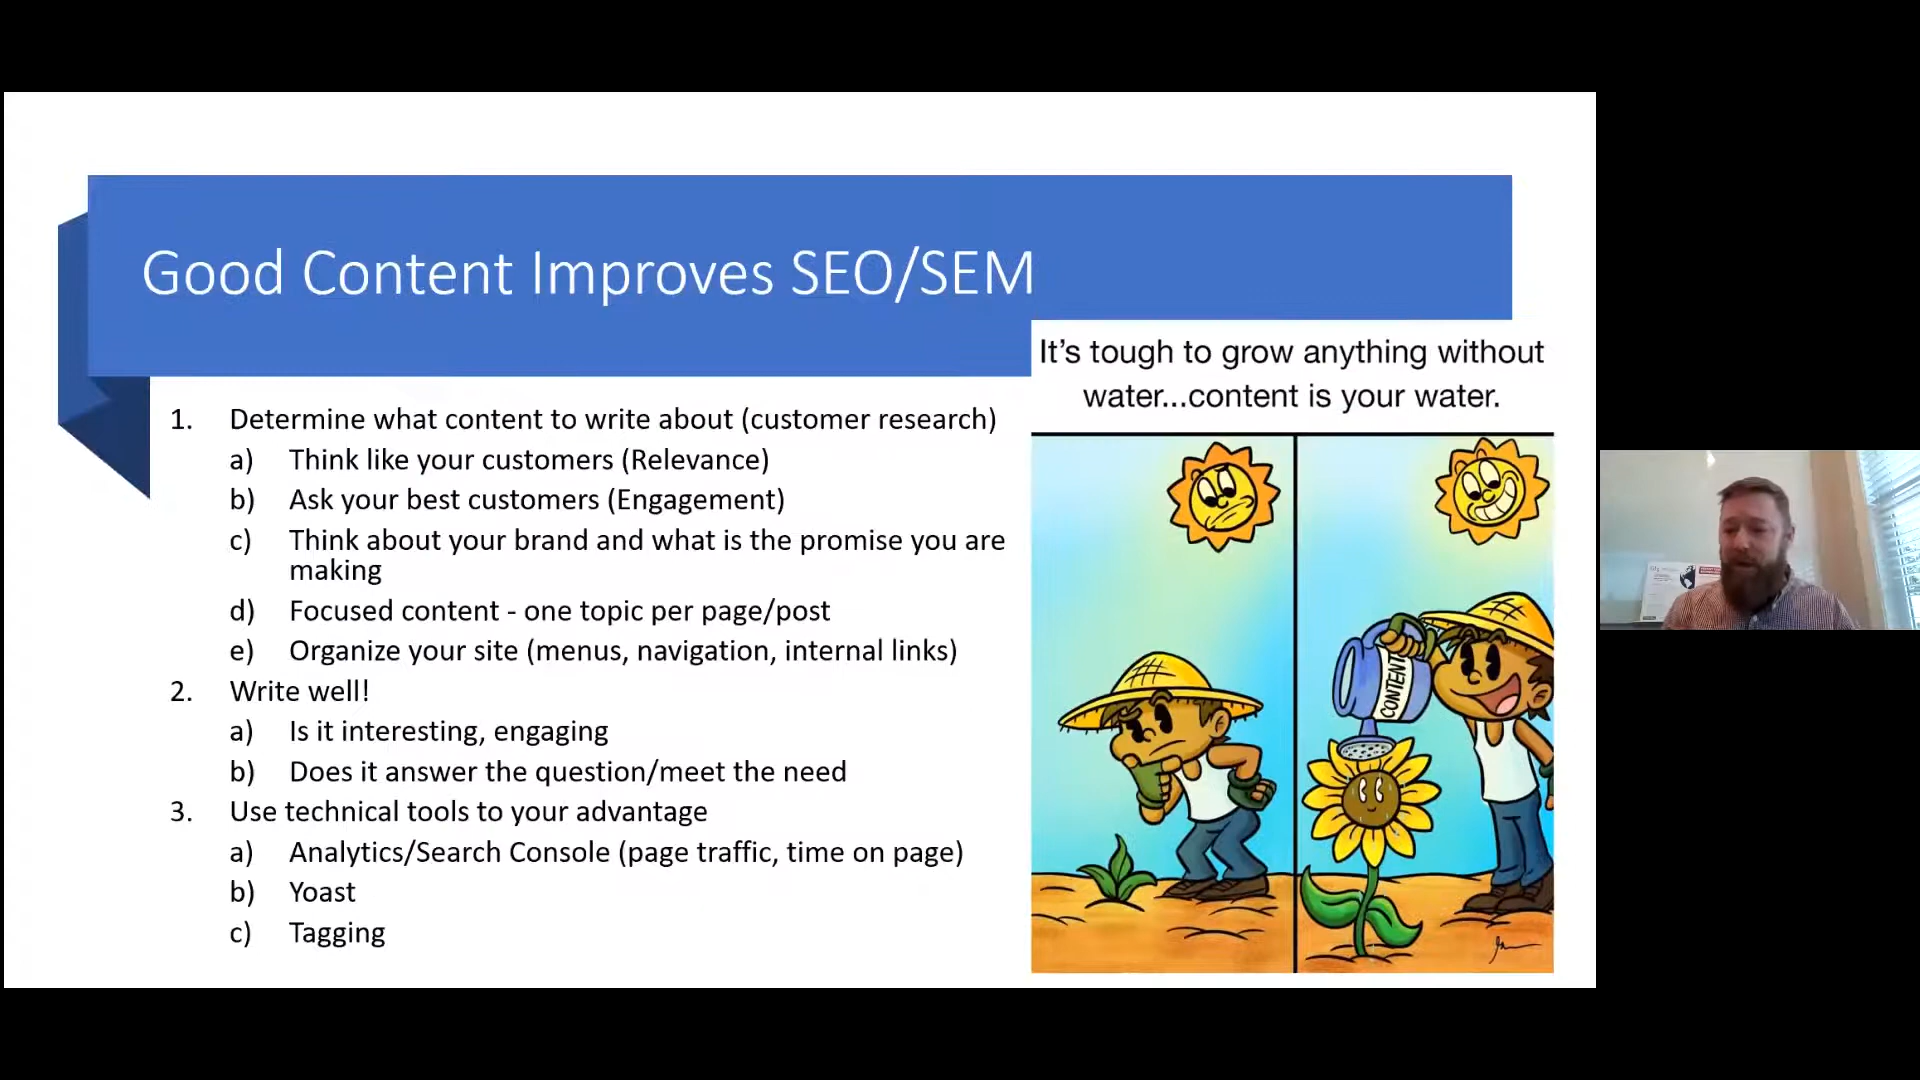 Good Content Improves SEO/SEM
It's tough to grow anything without
water...content is your water.
1. Determine what content to write about (customer research)
a) Think like your customers (Relevance)
b) Ask your best customers (Engagement)
c) Think about your brand and what is the promise you are
making
d) Focused content - one topic per page/post
e) Organize your site (menus, navigation, internal links)
2. Write well!
a) Is it interesting, engaging
b) Does it answer the question/meet the need
3. Use technical tools to your advantage
a) Analytics/Search Console (page traffic, time on page)
b) Yoast
c) Tagging
CONTENT